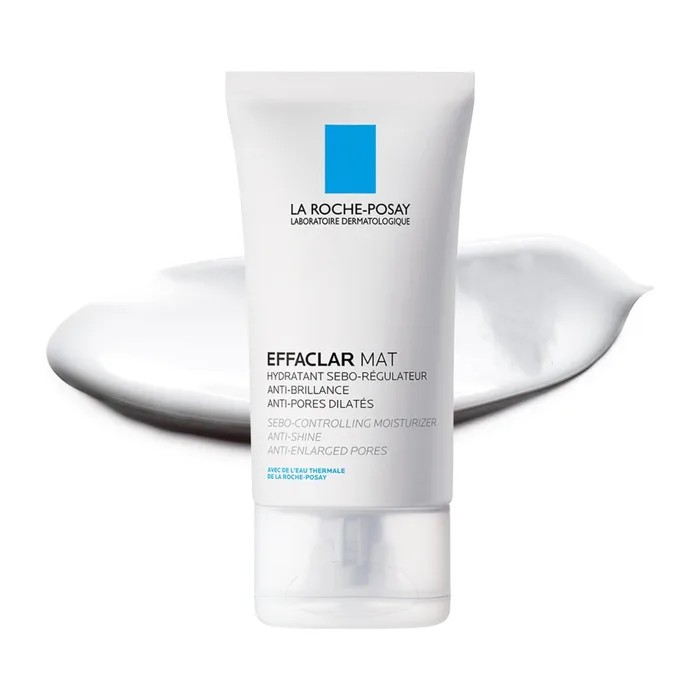 LA ROCHE-POSAY
LABORATOIRE DERMATOLOGIQUE
EFFACLAR MAT
HYDRATANT SEBO-RÉGULATEUR
ANTI-BRILLANCE
ANTI-PORES DILATÉS
SEBO-CONTROLLING MOISTURIZER
ANTI-SHINE
ANTI-ENLARGED PORES
AVEC DE L'EAU THERMALE
DE LA ROCHE-POSAY